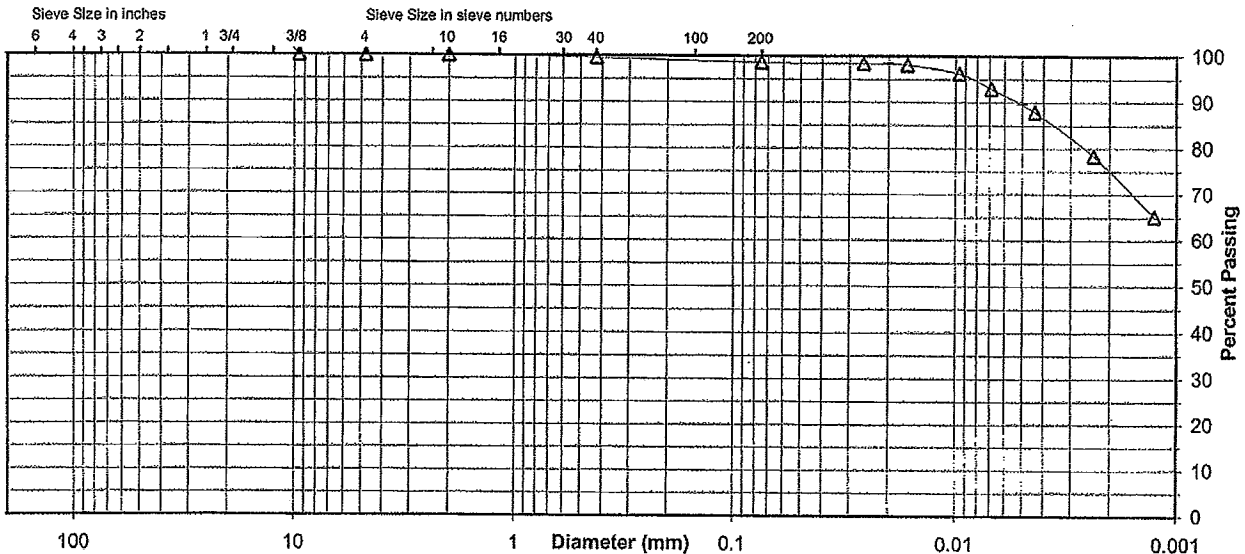 Sieve Size in inches Sieve Size in sieve numbers
6 4 3 2 1 3/4 3/8 4 10 16 30 40 100 200
100
90
80
70
60
50
40
30
20
10
0
Percent Passing
100 10 1 Diameter (mm) 0.1 0.01 0.001